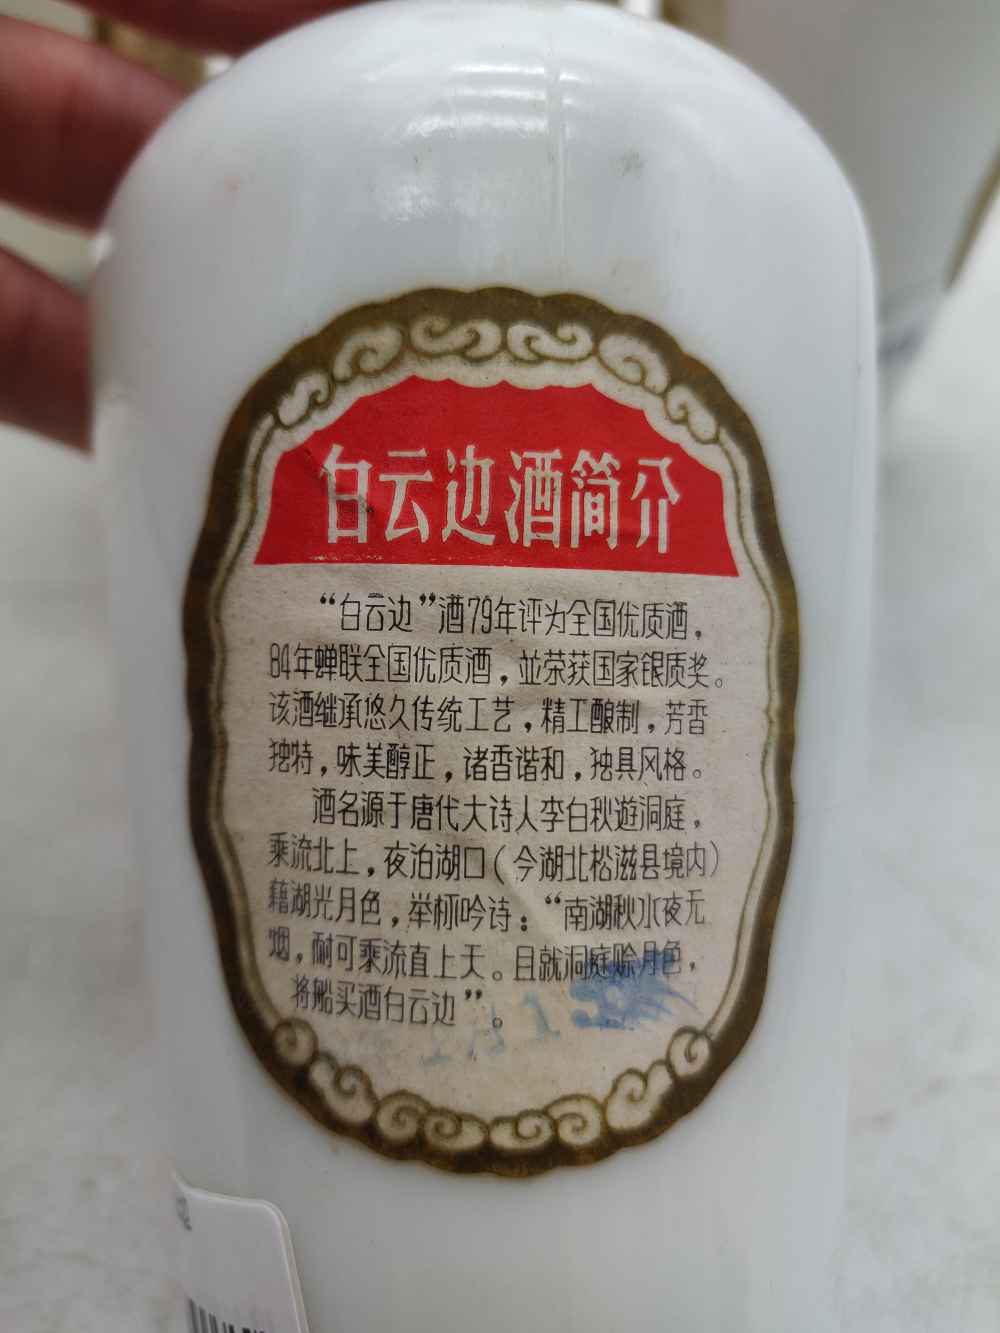 白云边酒简介
“白云边”酒79年评为全国优质酒，
84年蝉联全国优质酒，並荣获国家银质奖。
该酒继承悠久传统工艺，精工酿制，芳香
独特，味美醇正，诸香谐和，独具风格。
酒名源于唐代大诗人李白秋遊洞庭，
乘流北上，夜泊湖口（今湖北松滋县境内）
藉湖光月色，举杯吟诗：“南湖秋水夜无
烟，耐可乘流直上天。且就洞庭赊月色，
将船买酒白云边”。